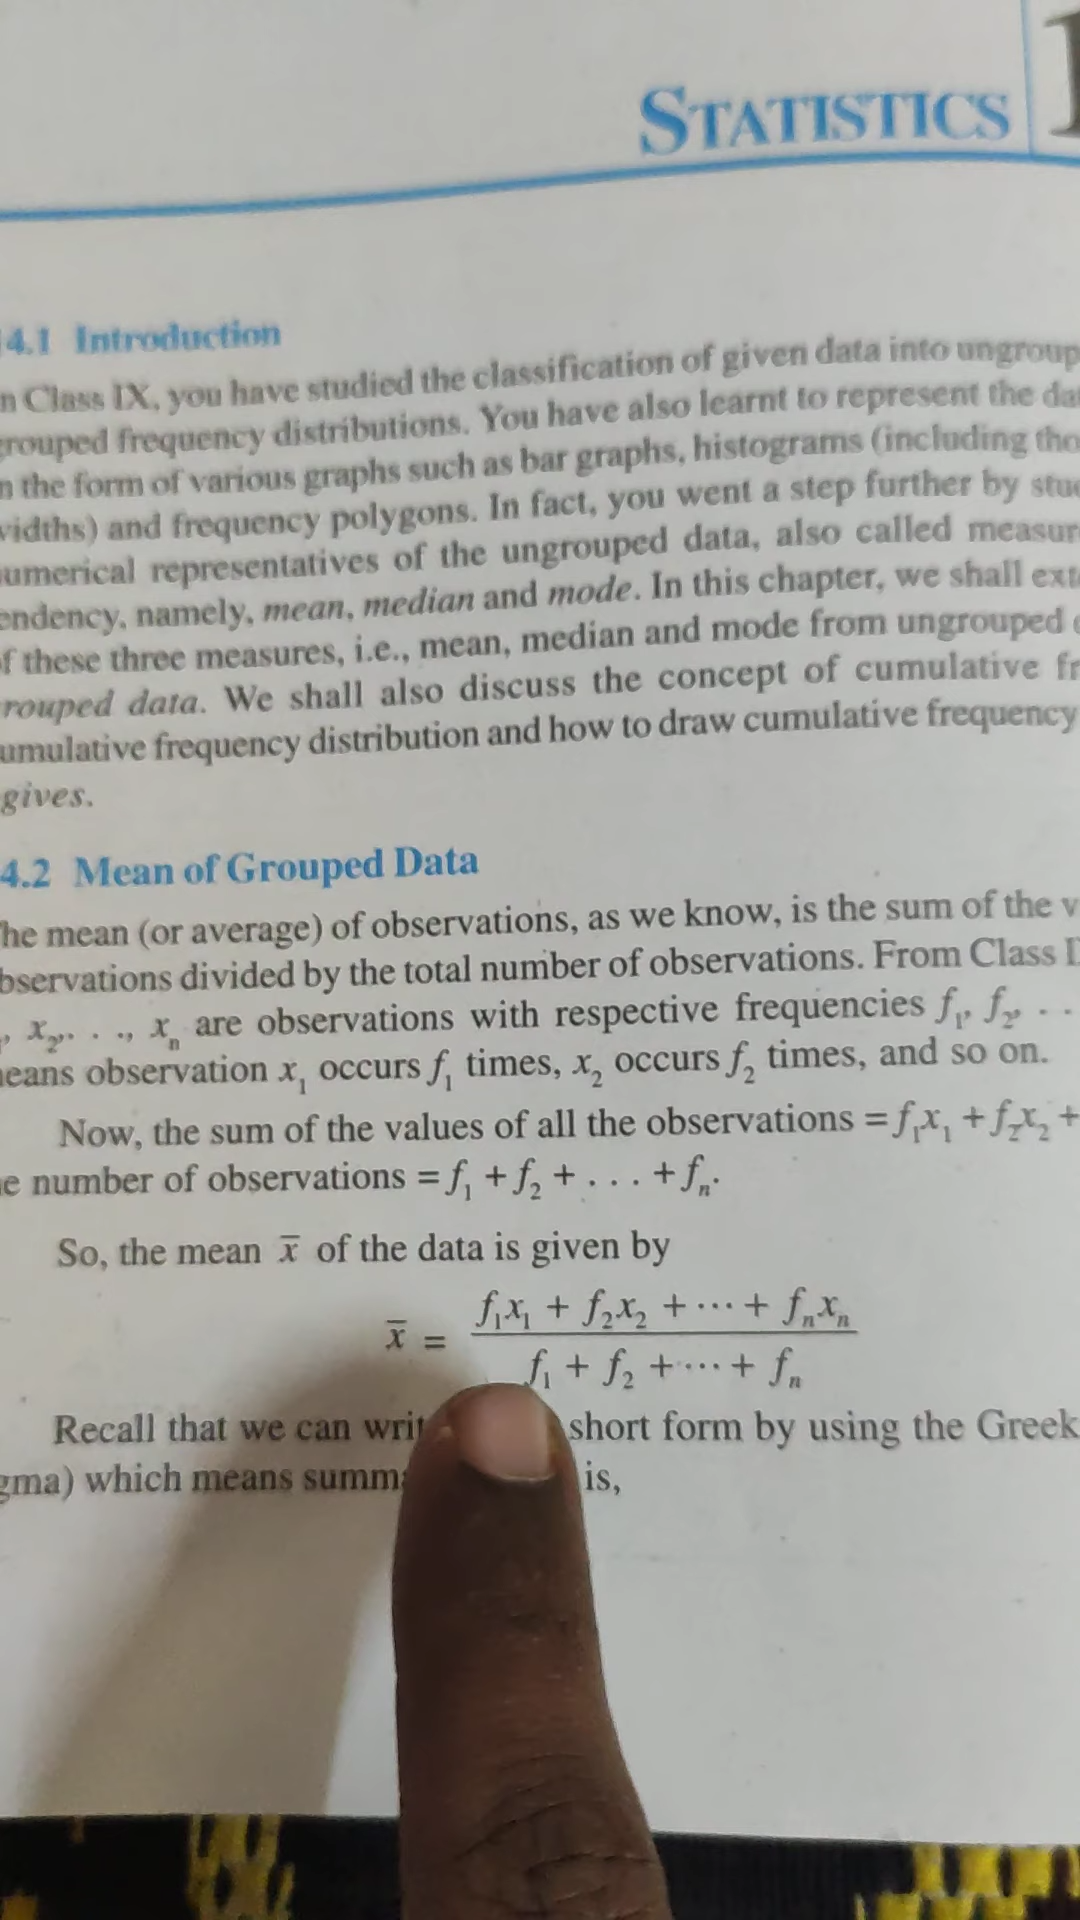 STATISTICS
4.1 Introduction
n Class IX, you have studied the classification of given data into ungroup
rouped frequency distributions. You have also learnt to represent the da
n the form of various graphs such as bar graphs, histograms (including tho
vidths) and frequency polygons. In fact, you went a step further by stu
umerical representatives of the ungrouped data, also called measur
endency, namely, mean, median and mode. In this chapter, we shall ext
f these three measures, i.e., mean, median and mode from ungrouped
rouped data. We shall also discuss the concept of cumulative fr
umulative frequency distribution and how to draw cumulative frequency
gives.
4.2 Mean of Grouped Data
he mean (or average) of observations, as we know, is the sum of the v
bservations divided by the total number of observations. From Class I
, x₂, . . ., xₙ are observations with respective frequencies f₁, f₂, . .
eans observation x₁ occurs f₁ times, x₂ occurs f₂ times, and so on.
Now, the sum of the values of all the observations = f₁x₁ + f₂x₂ +
e number of observations = f₁ + f₂ + . . . + fₙ.
So, the mean x̄ of the data is given by
x̄ = (f₁x₁ + f₂x₂ + ··· + fₙxₙ) / (f₁ + f₂ + ··· + fₙ)
Recall that we can writ short form by using the Greek
gma) which means summ is,